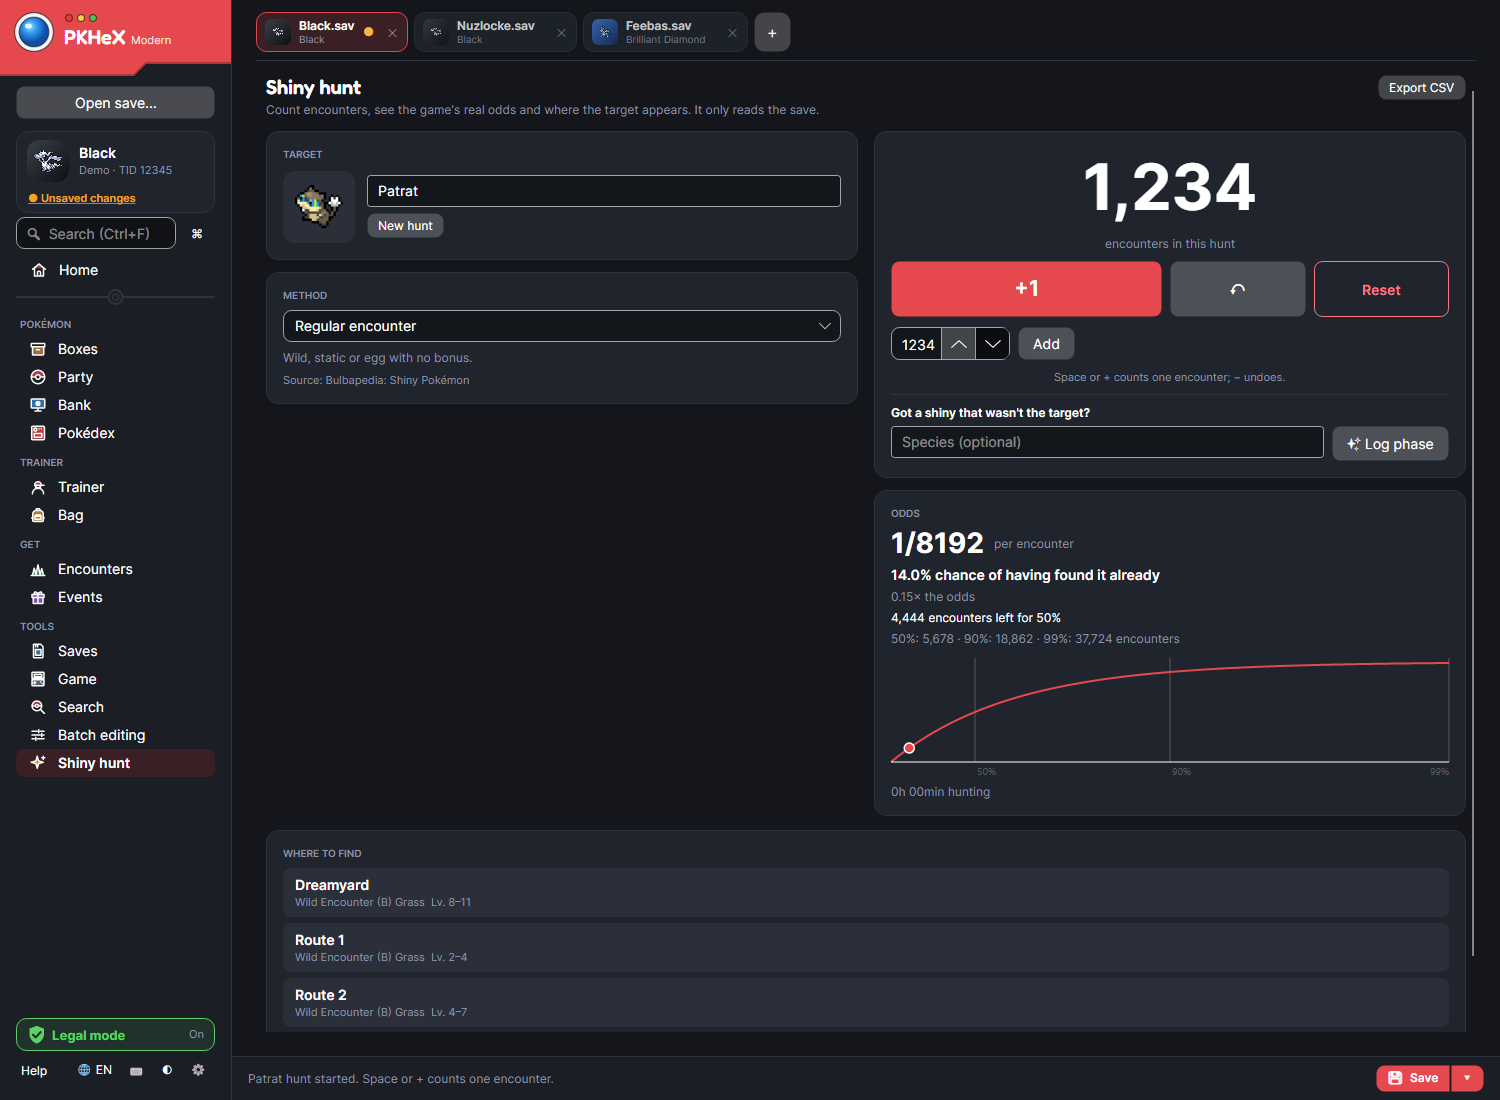 PKHeX Modern
Open save...
Black
Demo · TID 12345
Unsaved changes
Search (Ctrl+F)
⌘
Home
POKÉMON
Boxes
Party
Bank
Pokédex
TRAINER
Trainer
Bag
GET
Encounters
Events
TOOLS
Saves
Game
Search
Batch editing
Shiny hunt
Legal mode On
Help EN
Black.sav
Black
Nuzlocke.sav
Black
Feebas.sav
Brilliant Diamond
+
Shiny hunt
Count encounters, see the game's real odds and where the target appears. It only reads the save.
Export CSV
TARGET
Patrat
New hunt
METHOD
Regular encounter
Wild, static or egg with no bonus.
Source: Bulbapedia: Shiny Pokémon
1,234
encounters in this hunt
+1
Reset
1234
Add
Space or + counts one encounter; − undoes.
Got a shiny that wasn't the target?
Species (optional)
Log phase
ODDS
1/8192 per encounter
14.0% chance of having found it already
0.15× the odds
4,444 encounters left for 50%
50%: 5,678 · 90%: 18,862 · 99%: 37,724 encounters
50% 90% 99%
0h 00min hunting
WHERE TO FIND
Dreamyard
Wild Encounter (B) Grass Lv. 8–11
Route 1
Wild Encounter (B) Grass Lv. 2–4
Route 2
Wild Encounter (B) Grass Lv. 4–7
Patrat hunt started. Space or + counts one encounter.
Save